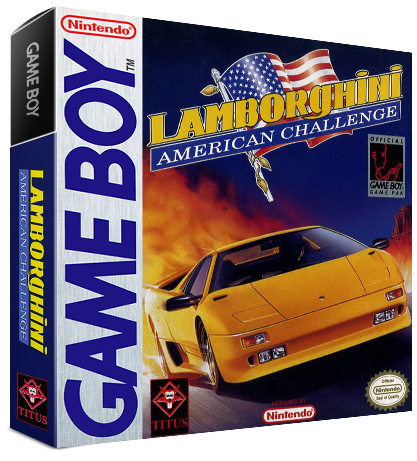 GAME BOY
LAMBORGHINI
AMERICAN CHALLENGE
TITUS
Nintendo
GAME BOY™
LAMBORGHINI
AMERICAN CHALLENGE
OFFICIAL
Nintendo
GAME BOY
GAME PAK
TITUS
LICENSED BY
Nintendo
Official
Nintendo
Seal of Quality